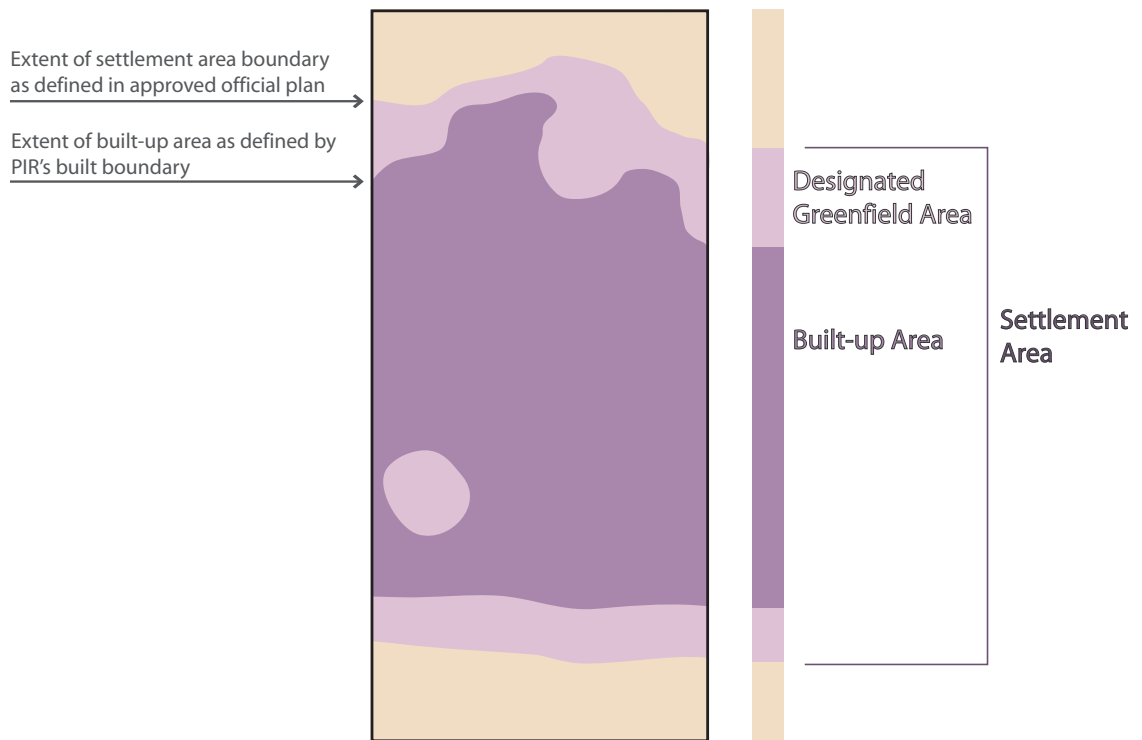 Extent of settlement area boundary
as defined in approved official plan
Extent of built-up area as defined by
PIR’s built boundary
Designated
Greenfield Area
Built-up Area
Settlement
Area